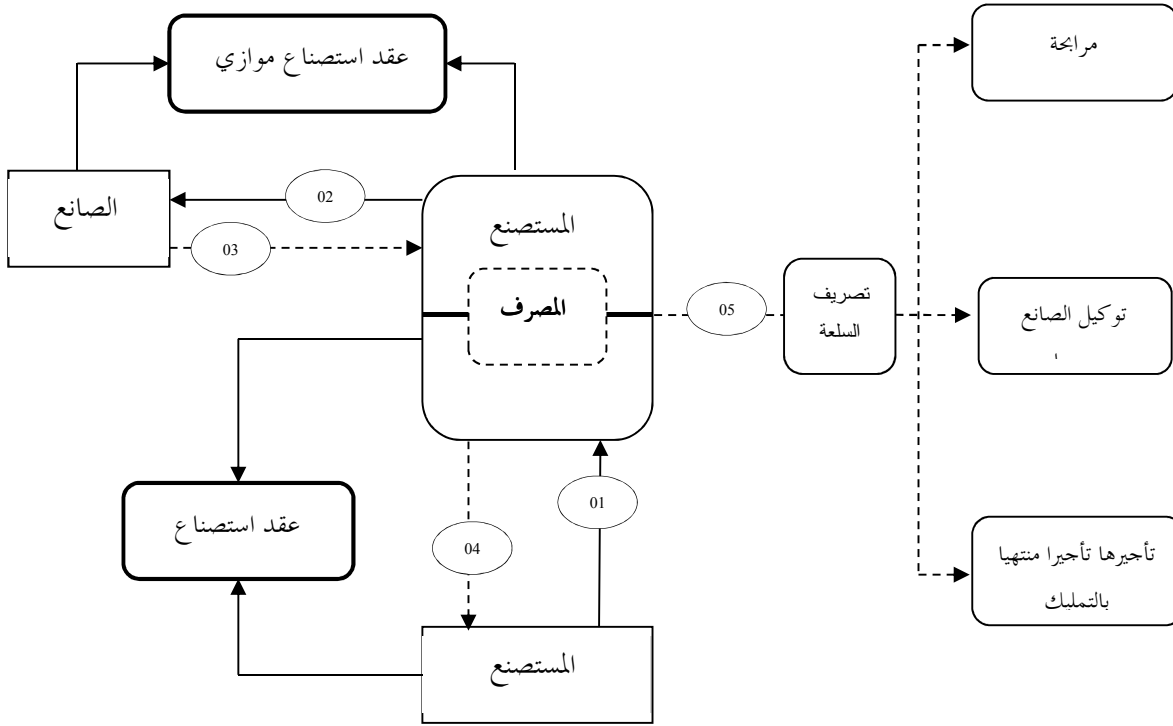 عقد استصناع موازي
مرابحة
الصانع
02
03
المستصنع
المصرف
05
تصريف
السلعة
توكيل الصانع
عقد استصناع
04
01
تأجيرها تأجيرا منتهيا
بالتمليك
المستصنع